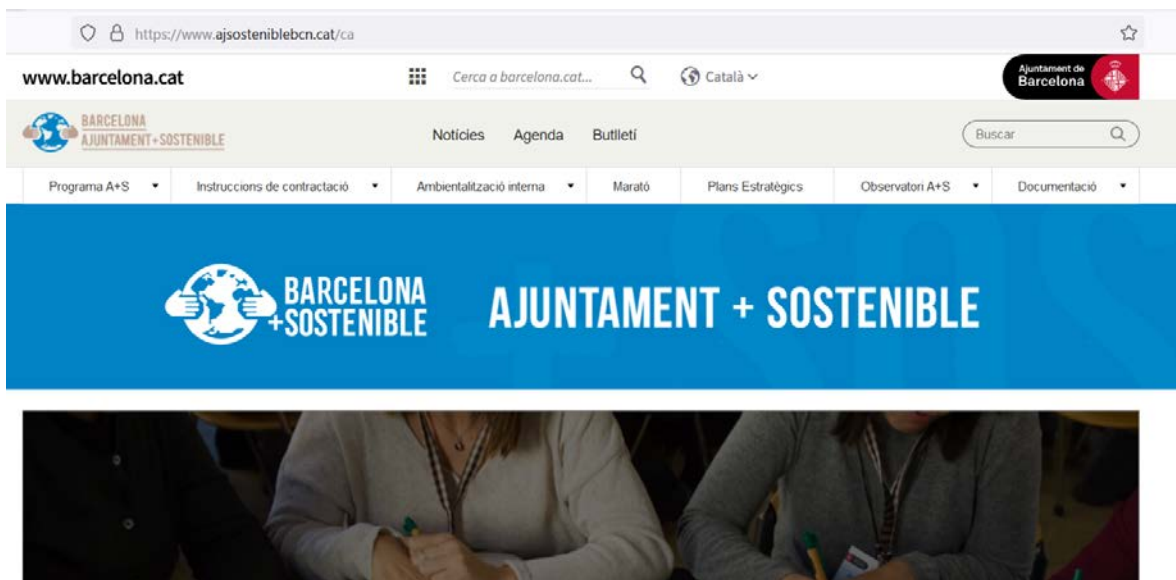 https://www.ajsosteniblebcn.cat/ca
www.barcelona.cat
Cerca a barcelona.cat...
Català
Ajuntament de
Barcelona
BARCELONA
AJUNTAMENT+SOSTENIBLE
Notícies Agenda Butlletí
Buscar
Programa A+S Instruccions de contractació Ambientalització interna Marató Plans Estratègics Observatori A+S Documentació
BARCELONA
+SOSTENIBLE
AJUNTAMENT + SOSTENIBLE
+ SOS